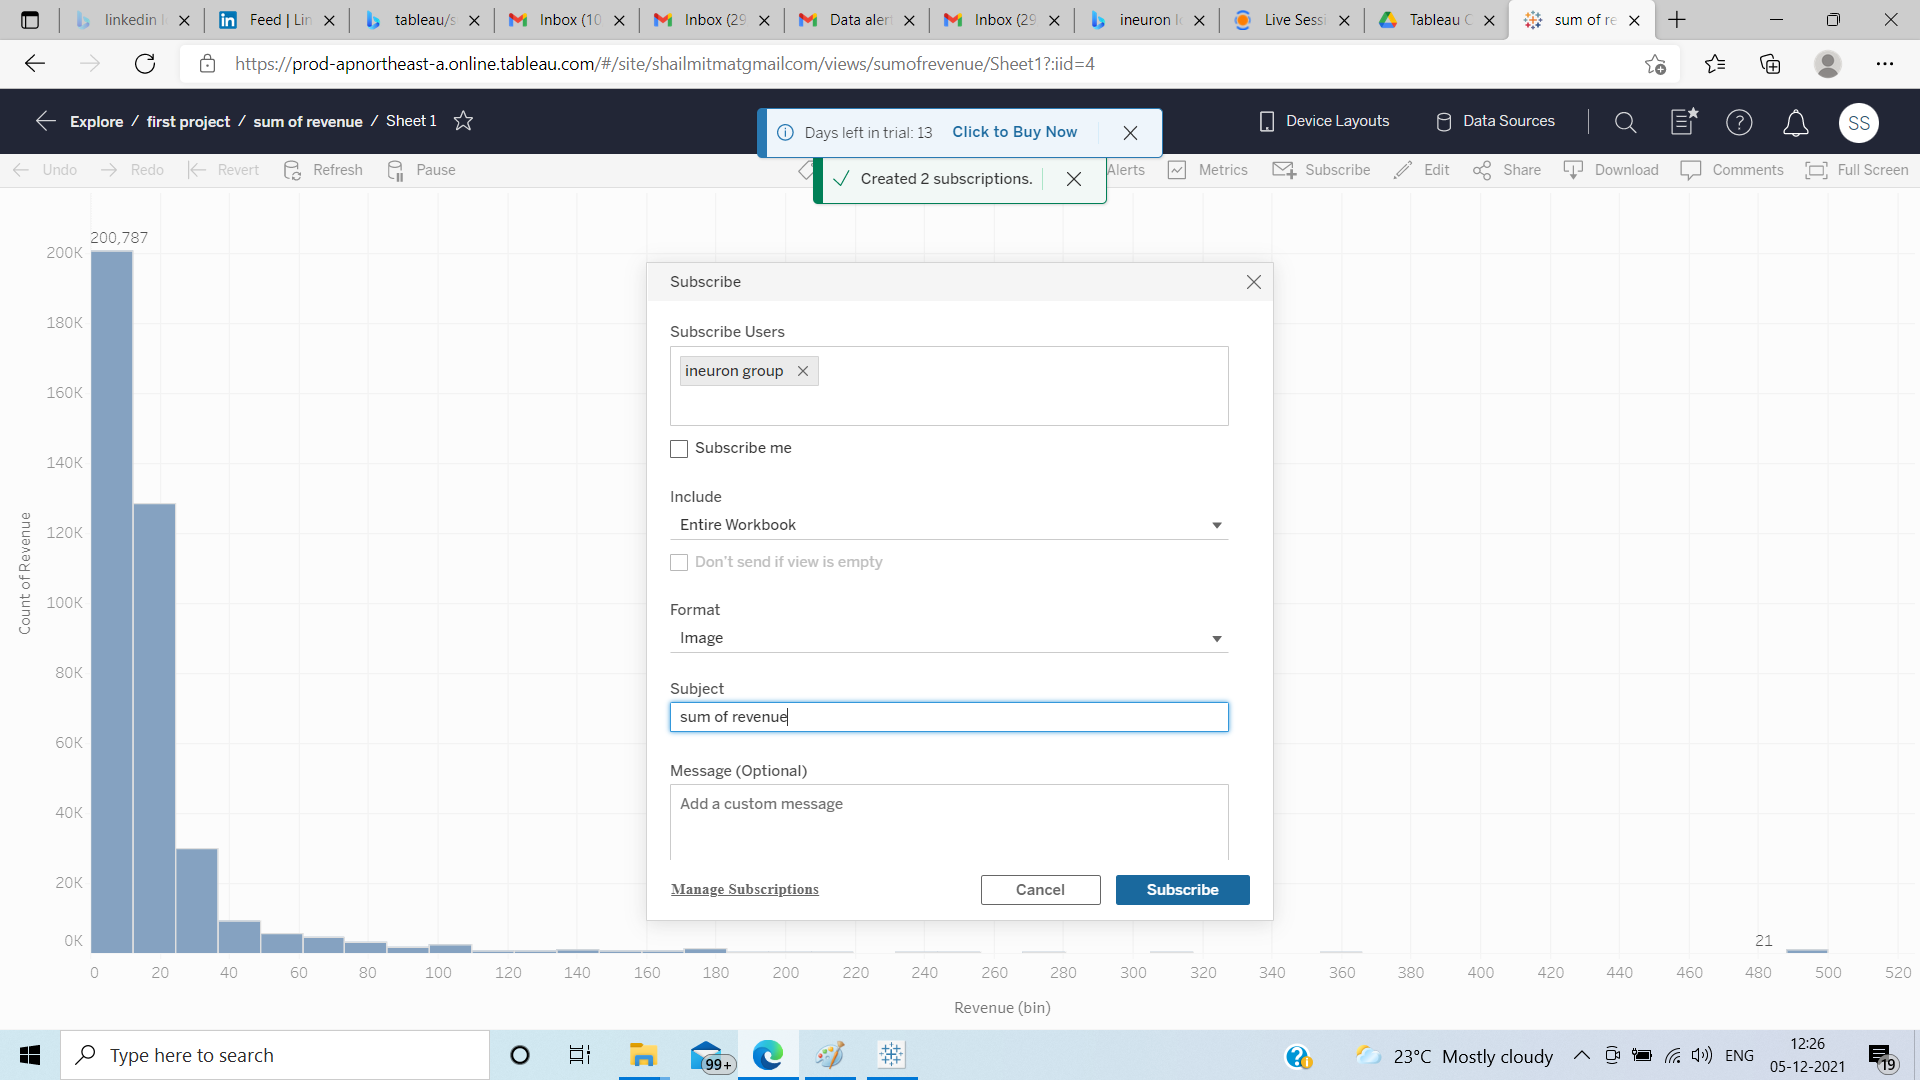 linkedin l
Feed | Lin
tableau/s
Inbox (10
Inbox (29
Data aler
Inbox (29
ineuron lo
Live Sessi
Tableau C
sum of re
https://prod-apnortheast-a.online.tableau.com/#/site/shailmitmatgmailcom/views/sumofrevenue/Sheet1?:iid=4
Explore / first project / sum of revenue / Sheet 1
Days left in trial: 13 Click to Buy Now
Device Layouts
Data Sources
SS
Undo
Redo
Revert
Refresh
Pause
Created 2 subscriptions.
Alerts
Metrics
Subscribe
Edit
Share
Download
Comments
Full Screen
200,787
200K
180K
160K
140K
120K
100K
80K
60K
40K
20K
0K
Count of Revenue
Subscribe
Subscribe Users
ineuron group
Subscribe me
Include
Entire Workbook
Don't send if view is empty
Format
Image
Subject
sum of revenue
Message (Optional)
Add a custom message
Manage Subscriptions
Cancel
Subscribe
21
0 20 40 60 80 100 120 140 160 180 200 220 240 260 280 300 320 340 360 380 400 420 440 460 480 500 520
Revenue (bin)
Type here to search
99+
23°C Mostly cloudy
ENG
12:26
05-12-2021
19